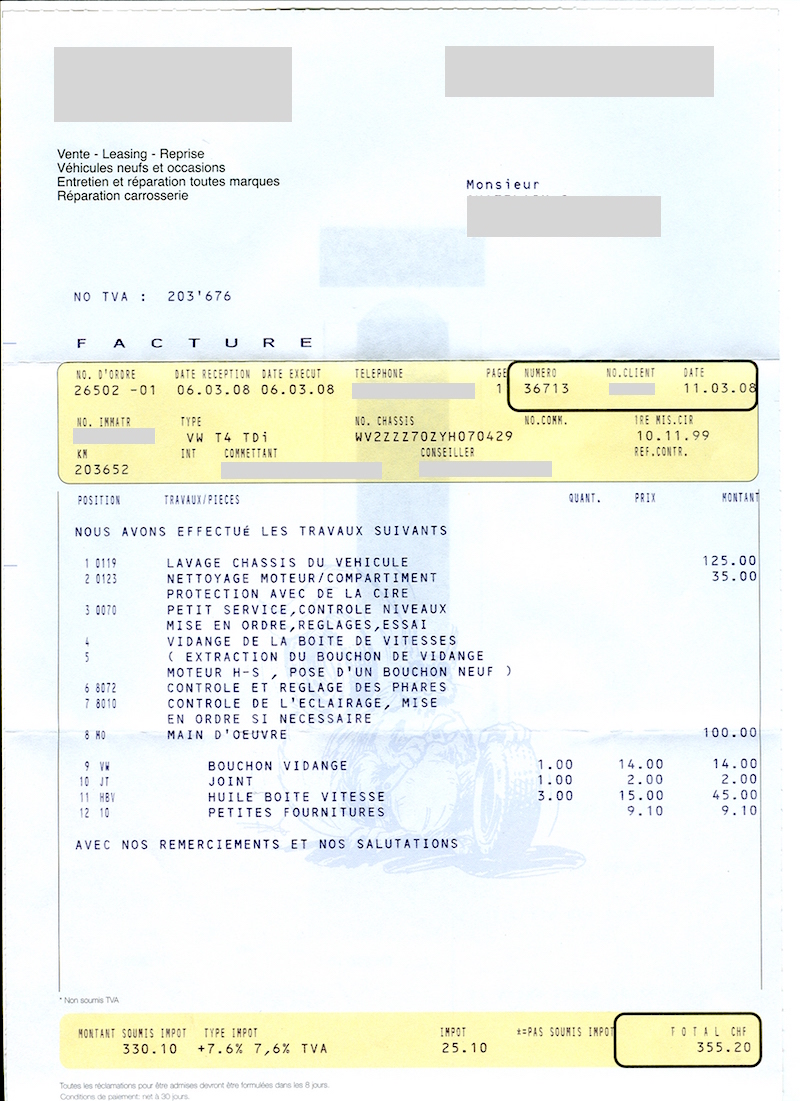 Vente - Leasing - Reprise
Véhicules neufs et occasions
Entretien et réparation toutes marques
Réparation carrosserie
Monsieur
NO TVA : 203'676
F A C T U R E
NO. D'ORDRE DATE RECEPTION DATE EXECUT TELEPHONE PAGE NUMERO NO.CLIENT DATE
26502 -01 06.03.08 06.03.08 1 36713 11.03.08
NO. IMMATR TYPE NO. CHASSIS NO.COMM. 1RE MIS.CIR
VW T4 TDi WV2ZZZ70ZYH070429 10.11.99
KM INT COMMETTANT CONSEILLER REF.CONTR.
203652
POSITION TRAVAUX/PIECES QUANT. PRIX MONTANT
NOUS AVONS EFFECTUé LES TRAVAUX SUIVANTS
1 0119 LAVAGE CHASSIS DU VEHICULE 125.00
2 0123 NETTOYAGE MOTEUR/COMPARTIMENT 35.00
PROTECTION AVEC DE LA CIRE
3 0070 PETIT SERVICE,CONTROLE NIVEAUX
MISE EN ORDRE,REGLAGES,ESSAI
4 VIDANGE DE LA BOITE DE VITESSES
5 ( EXTRACTION DU BOUCHON DE VIDANGE
MOTEUR H-S , POSE D'UN BOUCHON NEUF )
6 8072 CONTROLE ET REGLAGE DES PHARES
7 8010 CONTROLE DE L'ECLAIRAGE, MISE
EN ORDRE SI NECESSAIRE
8 MO MAIN D'OEUVRE 100.00
9 VW BOUCHON VIDANGE 1.00 14.00 14.00
10 JT JOINT 1.00 2.00 2.00
11 HBV HUILE BOITE VITESSE 3.00 15.00 45.00
12 10 PETITES FOURNITURES 9.10 9.10
AVEC NOS REMERCIEMENTS ET NOS SALUTATIONS
* Non soumis TVA
MONTANT SOUMIS IMPOT TYPE IMPOT IMPOT *=PAS SOUMIS IMPOT T O T A L CHF
330.10 +7.6% 7,6% TVA 25.10 355.20
Toutes les réclamations pour être admises devront être formulées dans les 8 jours.
Conditions de paiement: net à 30 jours.